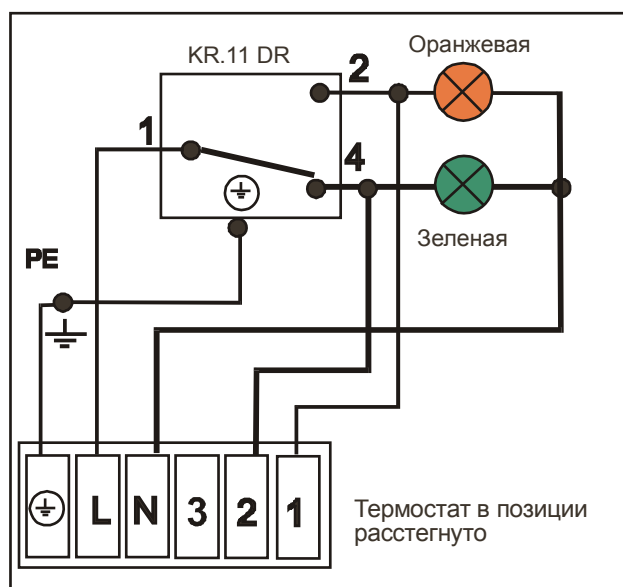 Оранжевая
KR.11 DR
2
1
4
Зеленая
PE
L N 3 2 1
Термостат в позиции
расстегнуто